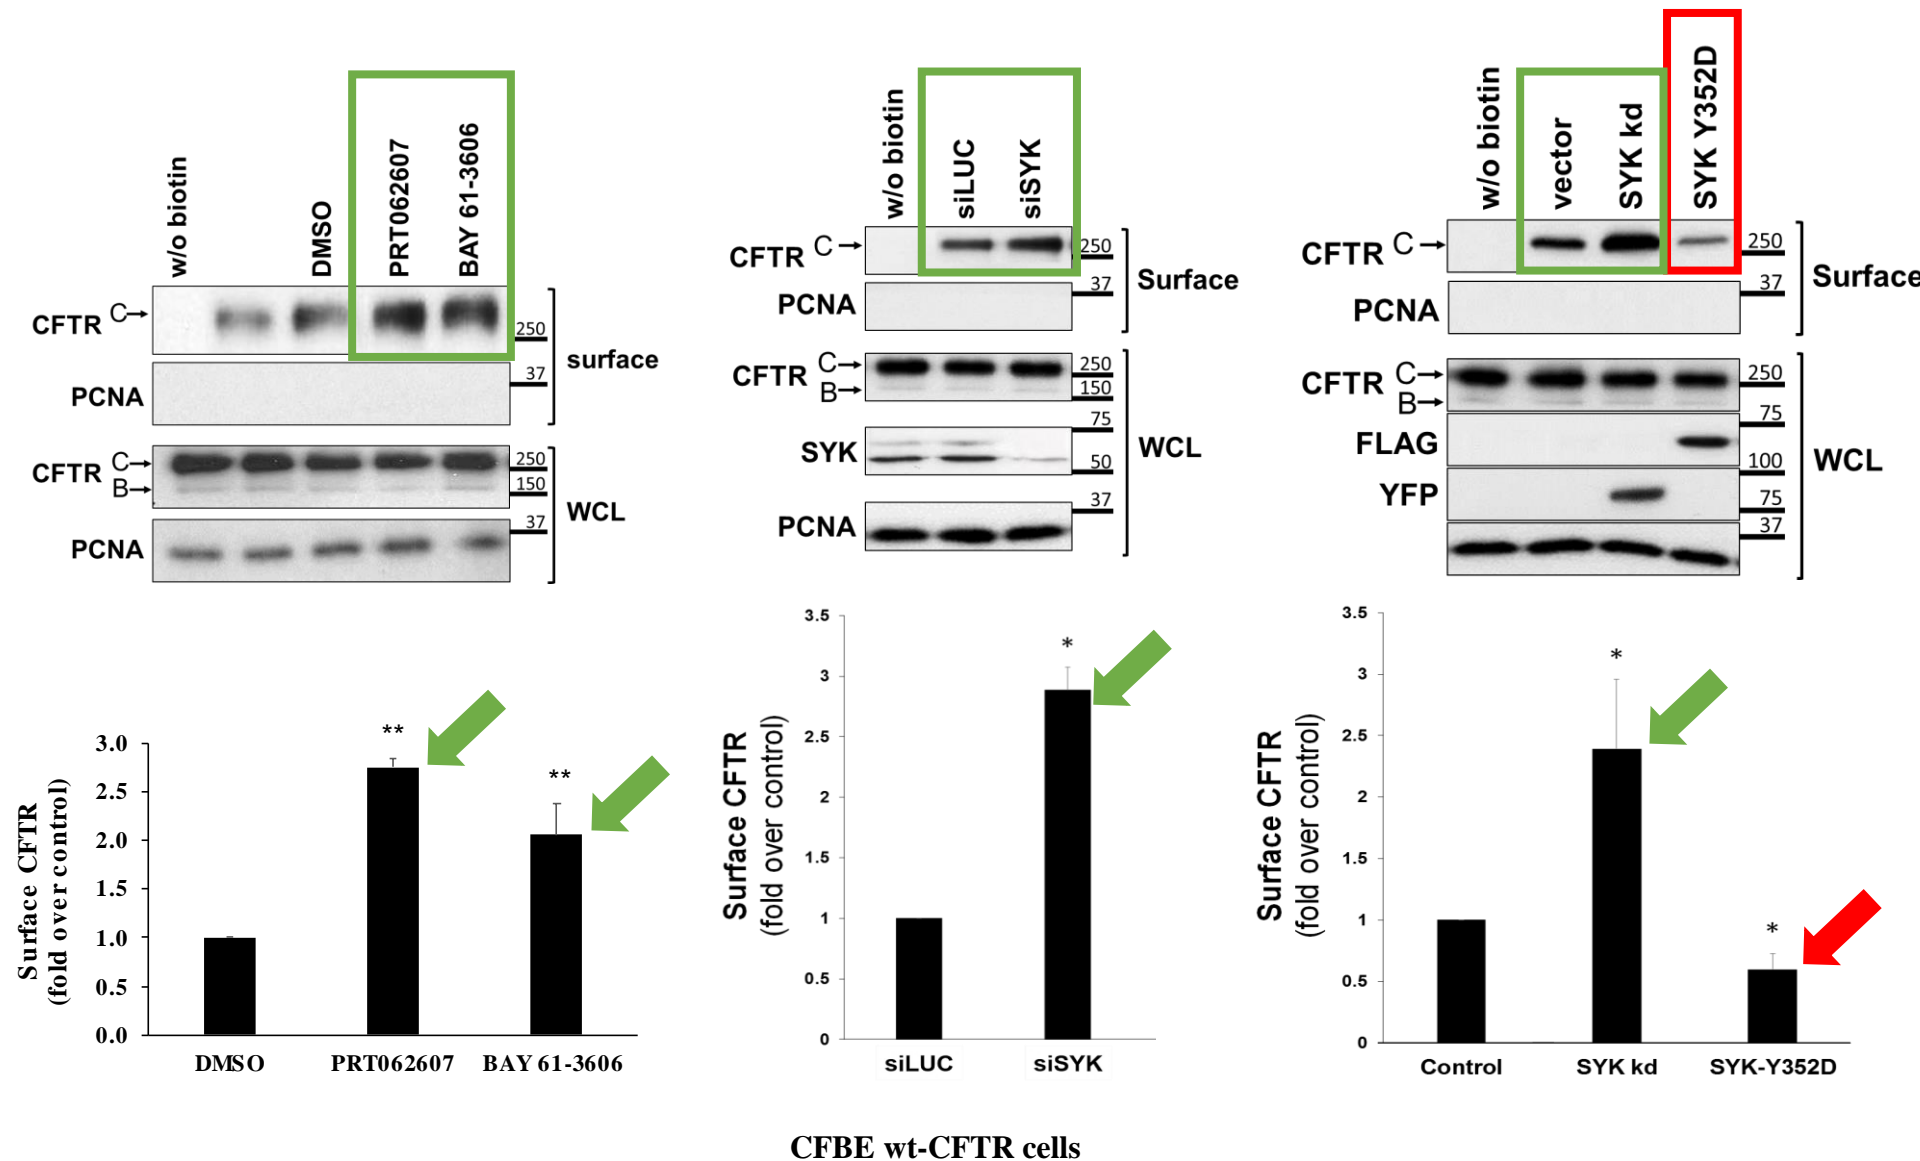 w/o biotin
DMSO
PRT062607
BAY 61-3606
CFTR C→
250
PCNA
37
surface
CFTR C→
B→
250
150
PCNA
37
WCL
w/o biotin
siLUC
siSYK
CFTR C→
250
PCNA
37
Surface
CFTR C→
B→
250
150
SYK
75
50
PCNA
37
WCL
w/o biotin
vector
SYK kd
SYK Y352D
CFTR C→
250
PCNA
37
Surface
CFTR C→
B→
250
75
FLAG
100
YFP
75
37
WCL
Surface CFTR
(fold over control)
3.0
2.5
2.0
1.5
1.0
0.5
0.0
**
**
DMSO PRT062607 BAY 61-3606
Surface CFTR
(fold over control)
3.5
3
2.5
2
1.5
1
0.5
0
*
siLUC siSYK
Surface CFTR
(fold over control)
3.5
3
2.5
2
1.5
1
0.5
0
*
*
Control SYK kd SYK-Y352D
CFBE wt-CFTR cells